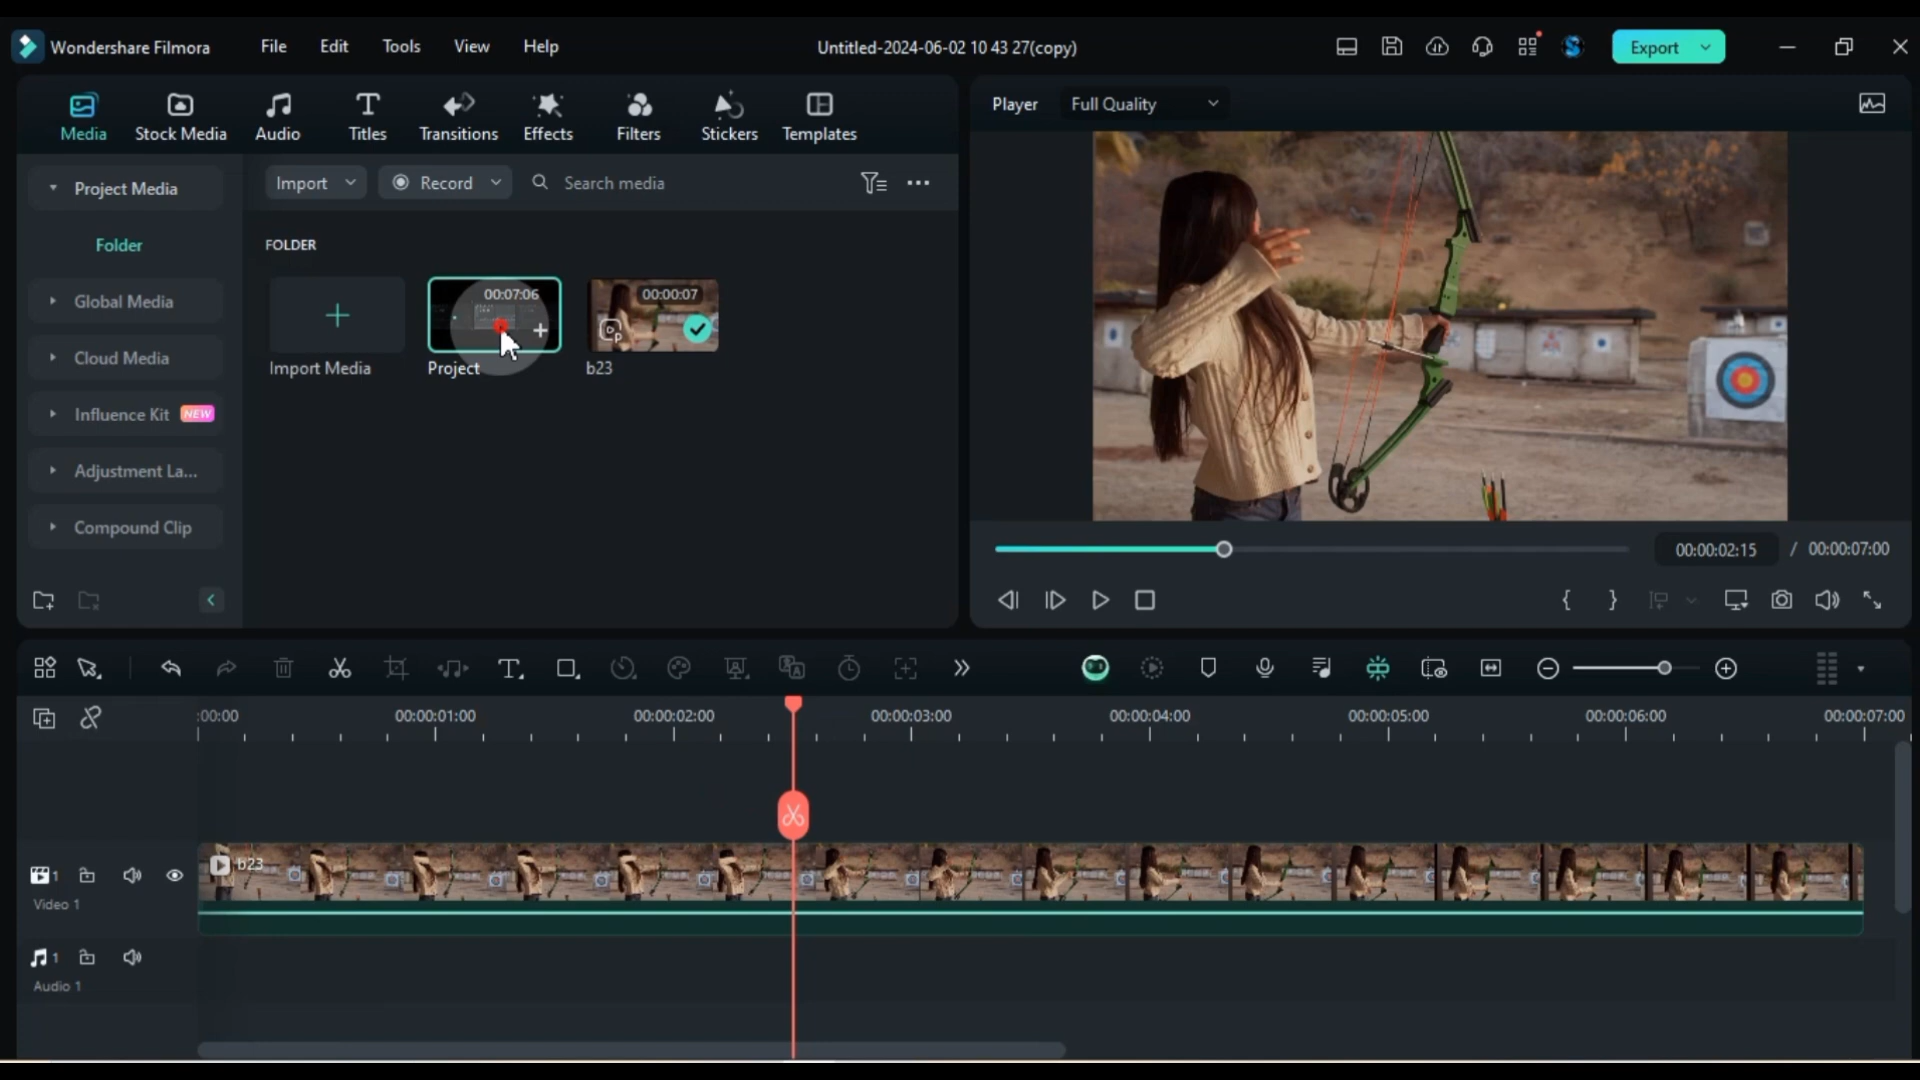 Wondershare Filmora
File
Edit
Tools
View
Help
Untitled-2024-06-02 10 43 27(copy)
Export
Media
Stock Media
Audio
Titles
Transitions
Effects
Filters
Stickers
Templates
Player
Full Quality
Project Media
Folder
Global Media
Cloud Media
Influence Kit NEW
Adjustment La...
Compound Clip
Import
Record
Search media
FOLDER
00:07:06
00:00:07
Import Media
Project
b23
00:00:02:15 / 00:00:07:00
:00:00
00:00:01:00
00:00:02:00
00:00:03:00
00:00:04:00
00:00:05:00
00:00:06:00
00:00:07:00
b23
1
Video 1
1
Audio 1